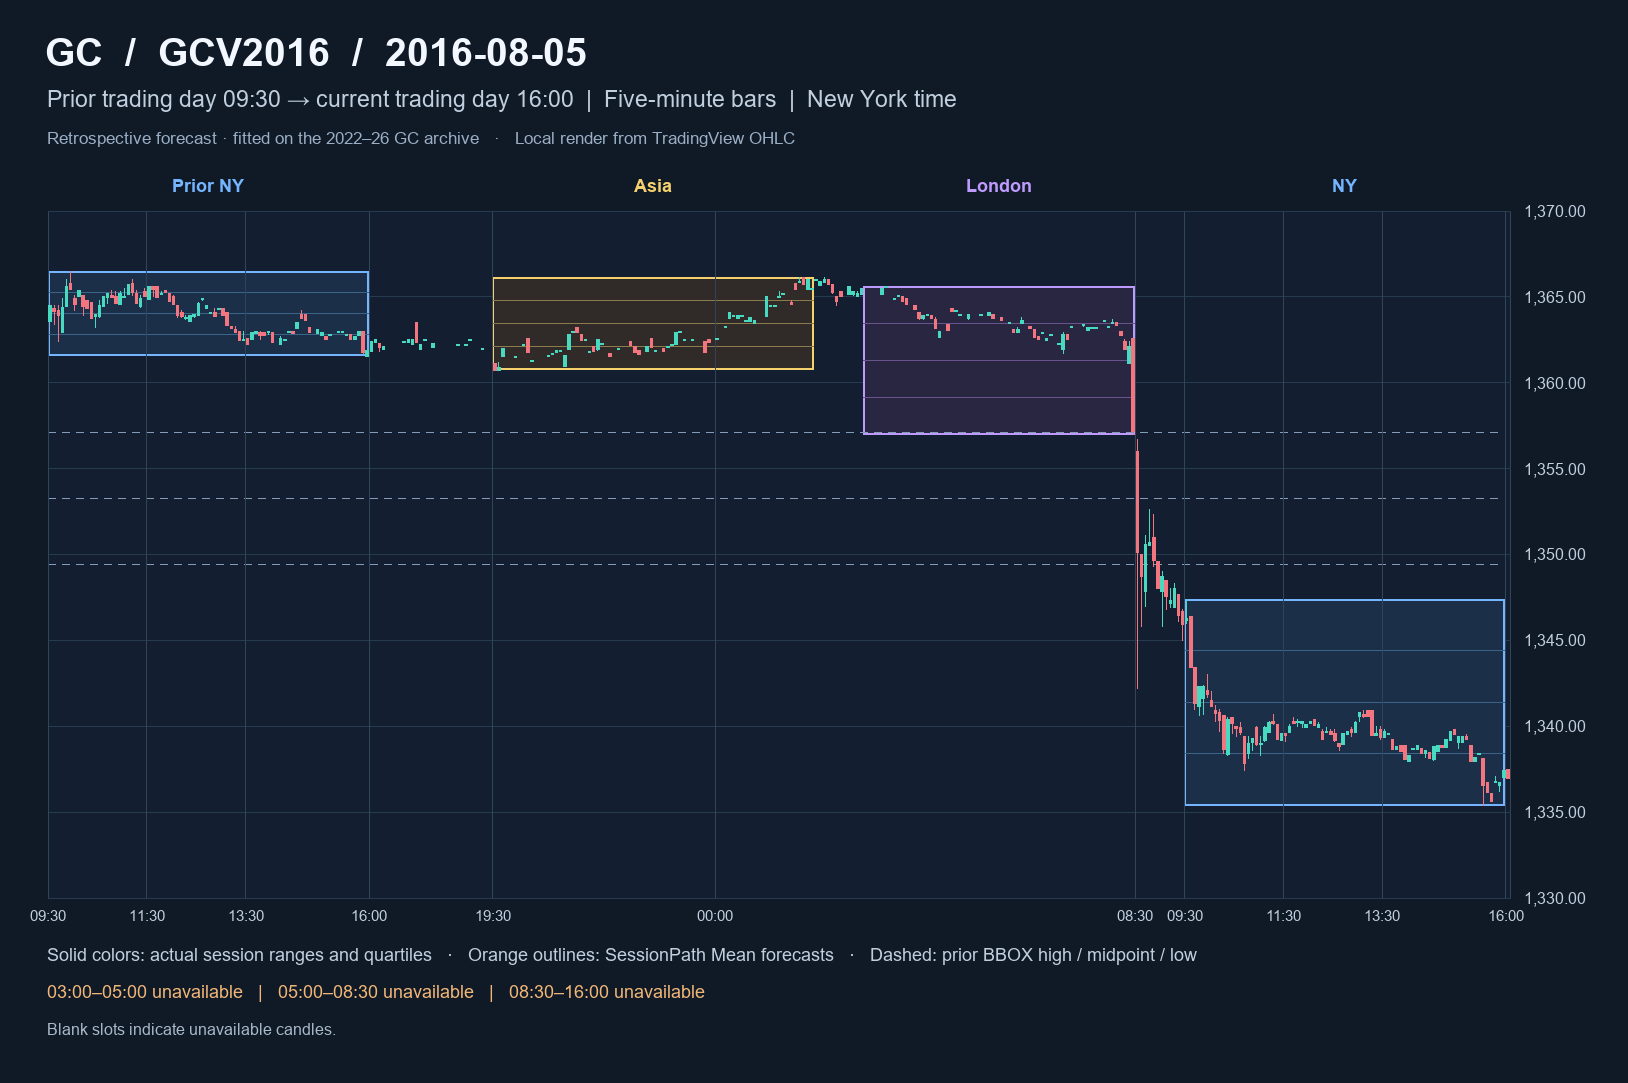 GC / GCV2016 / 2016-08-05
Prior trading day 09:30 → current trading day 16:00 | Five-minute bars | New York time
Retrospective forecast · fitted on the 2022–26 GC archive · Local render from TradingView OHLC
Prior NY Asia London NY
1,370.00
1,365.00
1,360.00
1,355.00
1,350.00
1,345.00
1,340.00
1,335.00
1,330.00
09:30 11:30 13:30 16:00 19:30 00:00 08:30 09:30 11:30 13:30 16:00
Solid colors: actual session ranges and quartiles · Orange outlines: SessionPath Mean forecasts · Dashed: prior BBOX high / midpoint / low
03:00–05:00 unavailable | 05:00–08:30 unavailable | 08:30–16:00 unavailable
Blank slots indicate unavailable candles.